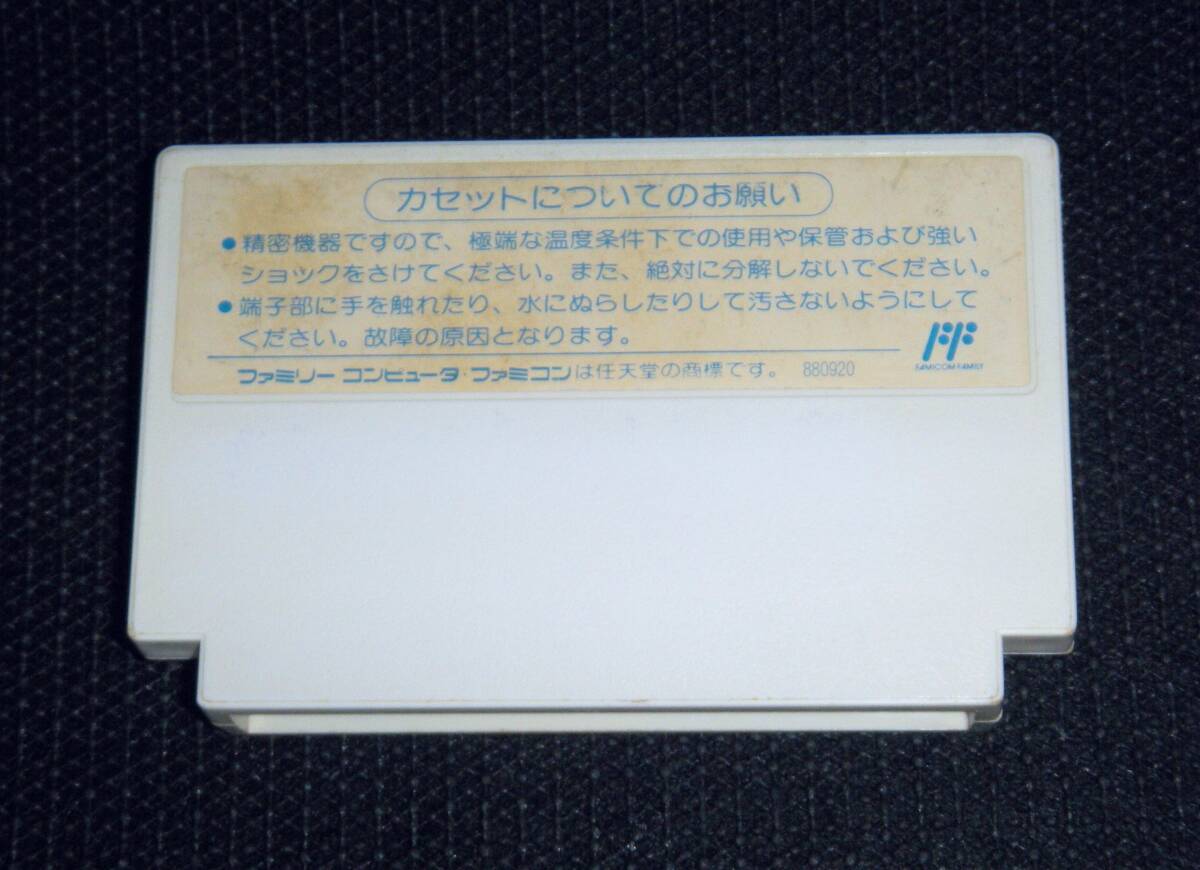 カセットについてのお願い
●精密機器ですので、極端な温度条件下での使用や保管および強い
ショックをさけてください。また、絶対に分解しないでください。
●端子部に手を触れたり、水にぬらしたりして汚さないようにして
ください。故障の原因となります。
FF
FAMICOM FAMILY
ファミリーコンピュータ・ファミコンは任天堂の商標です。 880920